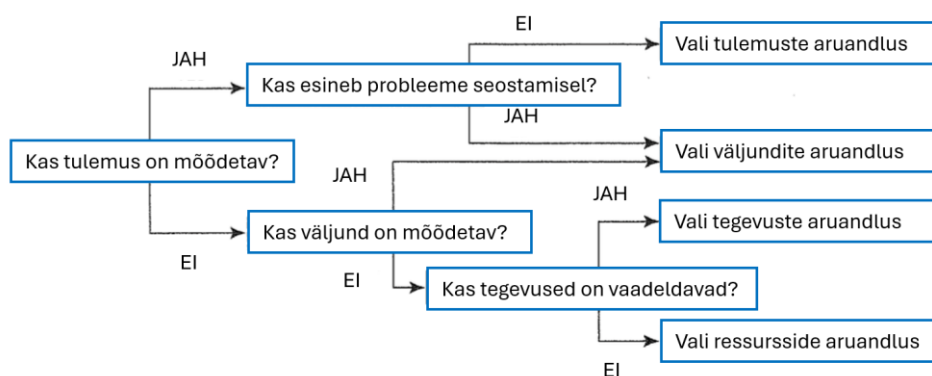 EI
Vali tulemuste aruandlus
JAH
Kas esineb probleeme seostamisel?
JAH
Kas tulemus on mõõdetav?
Vali väljundite aruandlus
JAH
JAH
Vali tegevuste aruandlus
Kas väljund on mõõdetav?
EI
EI
Kas tegevused on vaadeldavad?
Vali ressursside aruandlus
EI